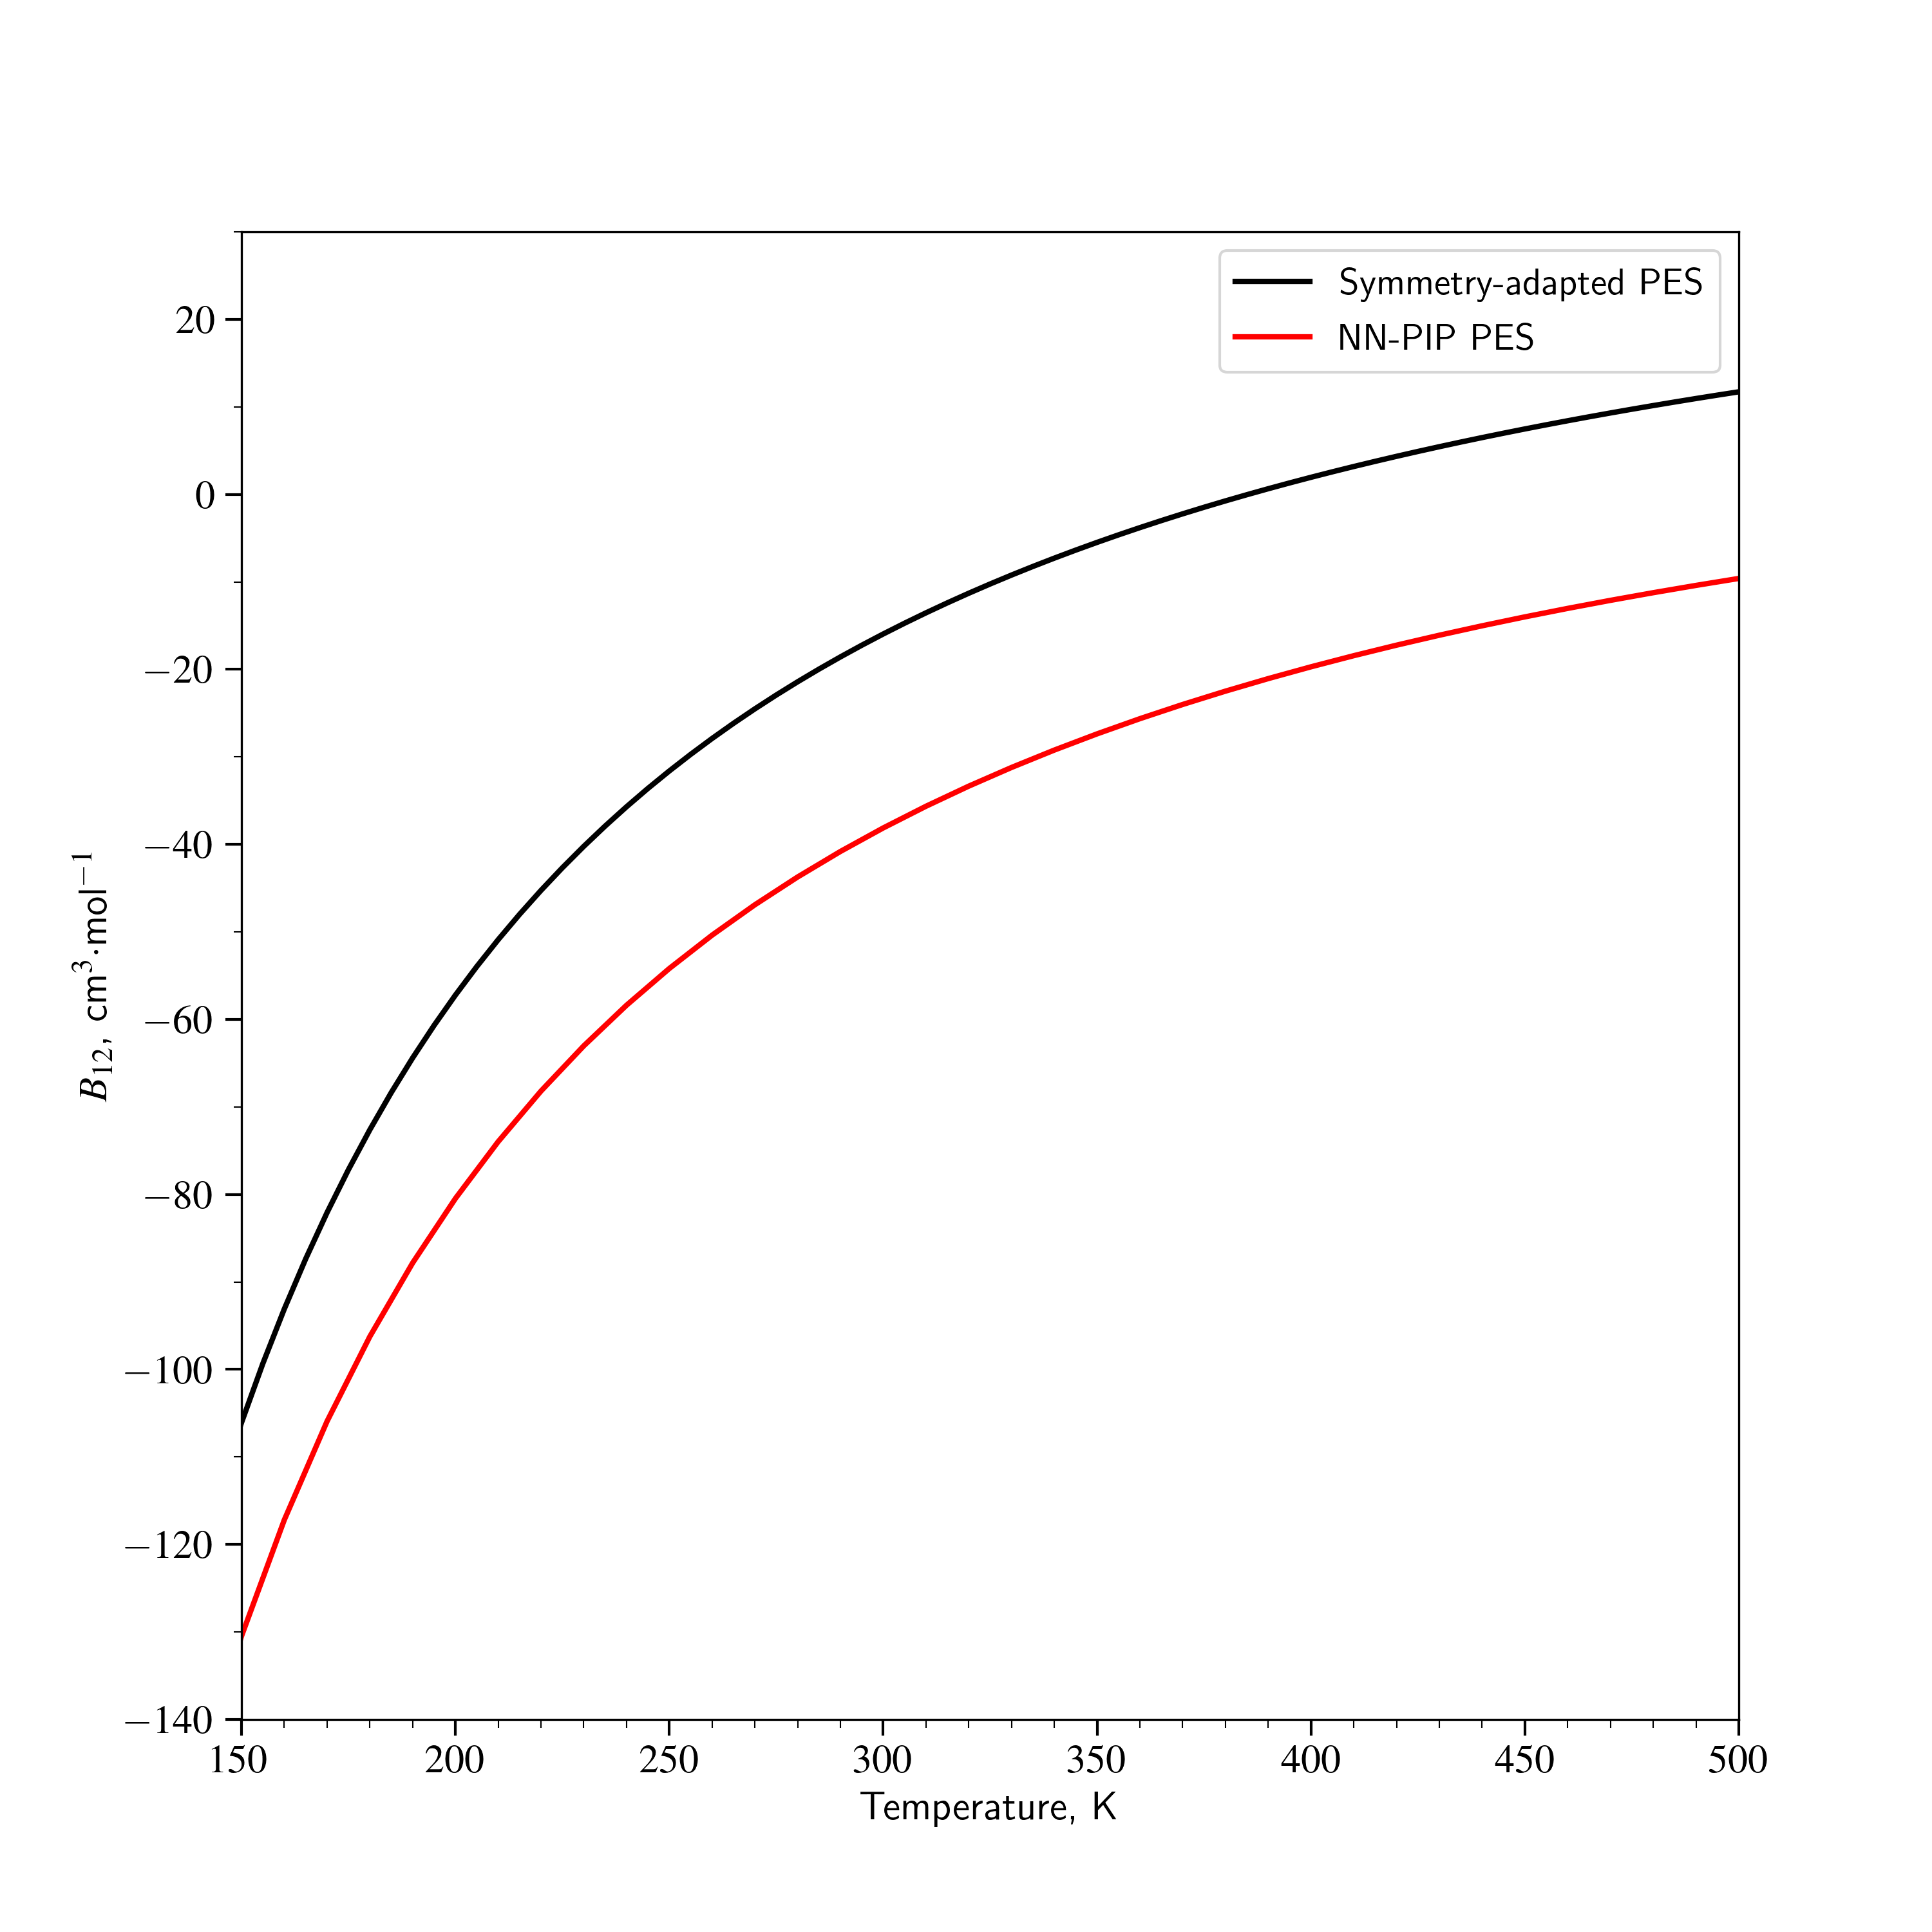 Symmetry-adapted PES
NN-PIP PES
20
0
−20
−40
−60
−80
−100
−120
−140
B₁₂, cm³·mol⁻¹
150 200 250 300 350 400 450 500
Temperature, K